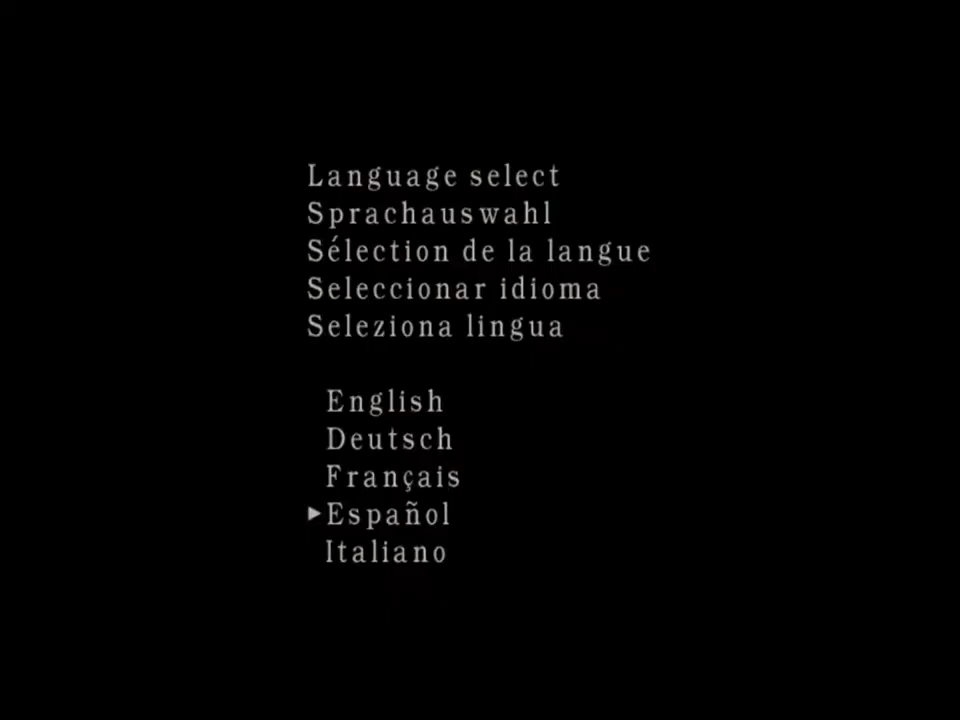 Language select
Sprachauswahl
Sélection de la langue
Seleccionar idioma
Seleziona lingua
English
Deutsch
Français
Español
Italiano